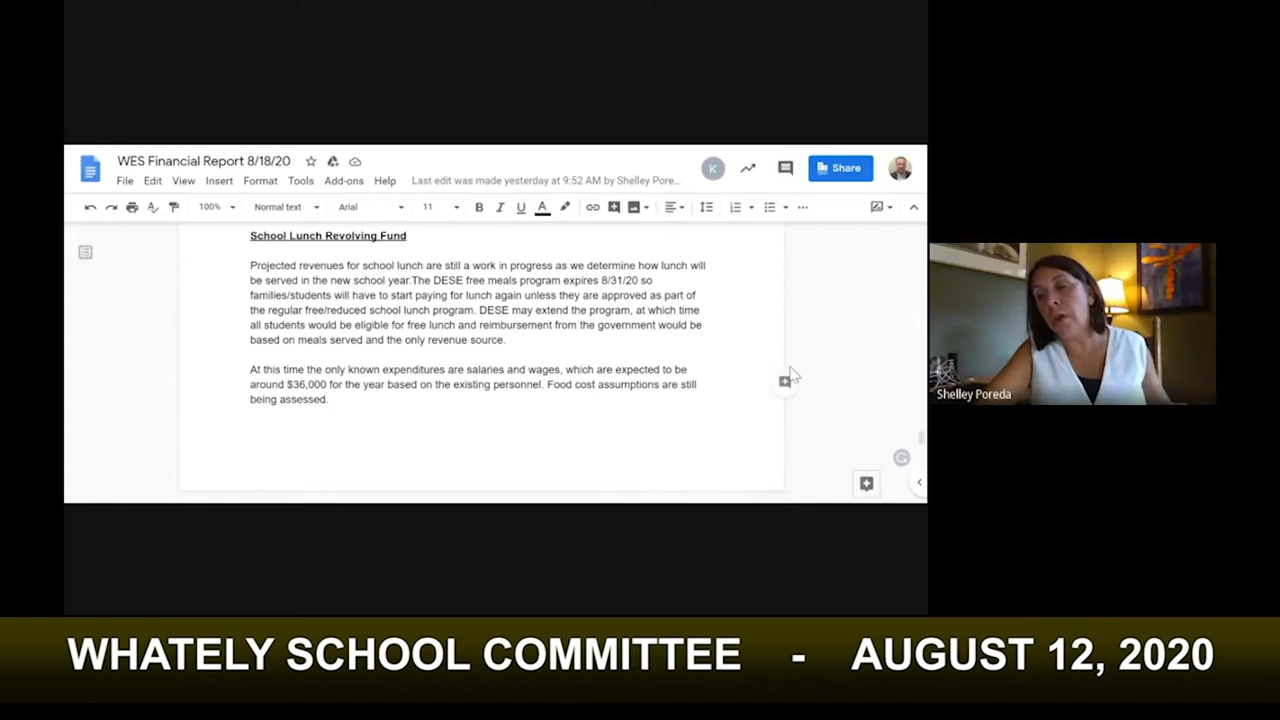 WES Financial Report 8/18/20
File Edit View Insert Format Tools Add-ons Help Last edit was made yesterday at 9:52 AM by Shelley Pore...
K
Share
100% Normal text Arial 11 B I U A
School Lunch Revolving Fund
Projected revenues for school lunch are still a work in progress as we determine how lunch will
be served in the new school year.The DESE free meals program expires 8/31/20 so
families/students will have to start paying for lunch again unless they are approved as part of
the regular free/reduced school lunch program. DESE may extend the program, at which time
all students would be eligible for free lunch and reimbursement from the government would be
based on meals served and the only revenue source.
At this time the only known expenditures are salaries and wages, which are expected to be
around $36,000 for the year based on the existing personnel. Food cost assumptions are still
being assessed.
Shelley Poreda
WHATELY SCHOOL COMMITTEE - AUGUST 12, 2020